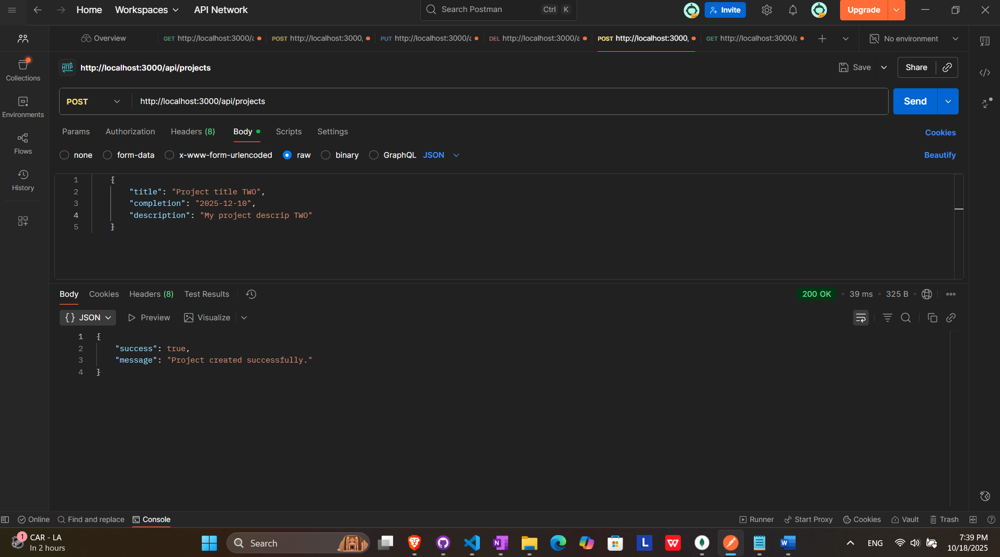 Home Workspaces API Network Search Postman Ctrl K Invite Upgrade
Overview GET http://localhost:3000/a POST http://localhost:3000, PUT http://localhost:3000/a DEL http://localhost:3000/a POST http://localhost:3000, GET http://localhost:3000/a No environment
HTTP http://localhost:3000/api/projects Save Share
Collections
POST http://localhost:3000/api/projects Send
Environments
Params Authorization Headers (8) Body Scripts Settings Cookies
Flows
none form-data x-www-form-urlencoded raw binary GraphQL JSON Beautify
History
1 {
2 "title": "Project title TWO",
3 "completion": "2025-12-10",
4 "description": "My project descrip TWO"
5 }
Body Cookies Headers (8) Test Results 200 OK 39 ms 325 B
{} JSON Preview Visualize
1 {
2 "success": true,
3 "message": "Project created successfully."
4 }
Online Find and replace Console Runner Start Proxy Cookies Vault Trash
1 CAR - LA
In 2 hours
Search
N L W W
ENG
7:39 PM
10/18/2025